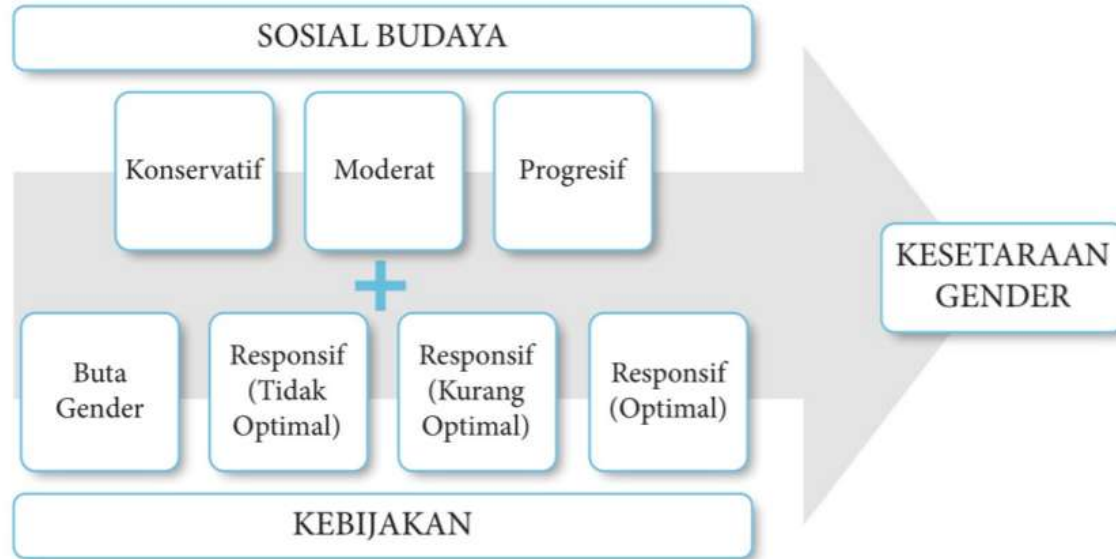 SOSIAL BUDAYA
Konservatif
Moderat
Progresif
KESETARAAN
GENDER
Buta
Gender
Responsif
(Tidak
Optimal)
Responsif
(Kurang
Optimal)
Responsif
(Optimal)
KEBIJAKAN